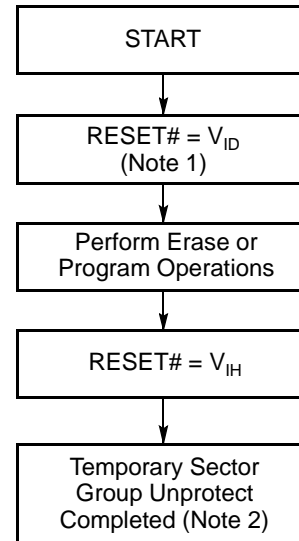 START
RESET# = VID
(Note 1)
Perform Erase or
Program Operations
RESET# = VIH
Temporary Sector
Group Unprotect
Completed (Note 2)